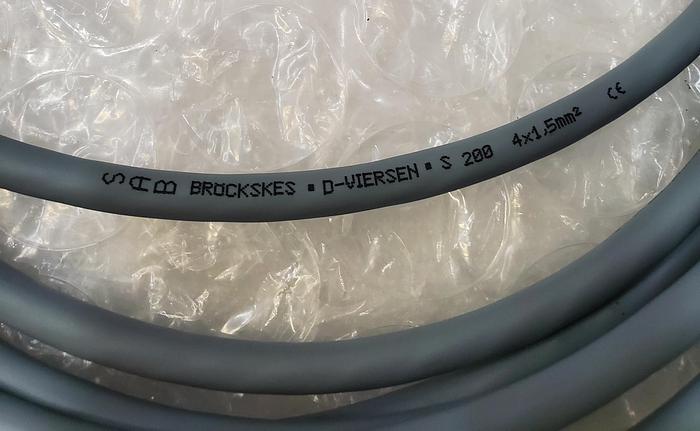 SAB BRÖCKSKES ▪ D-VIERSEN ▪ S 200 4x1,5mm² CE